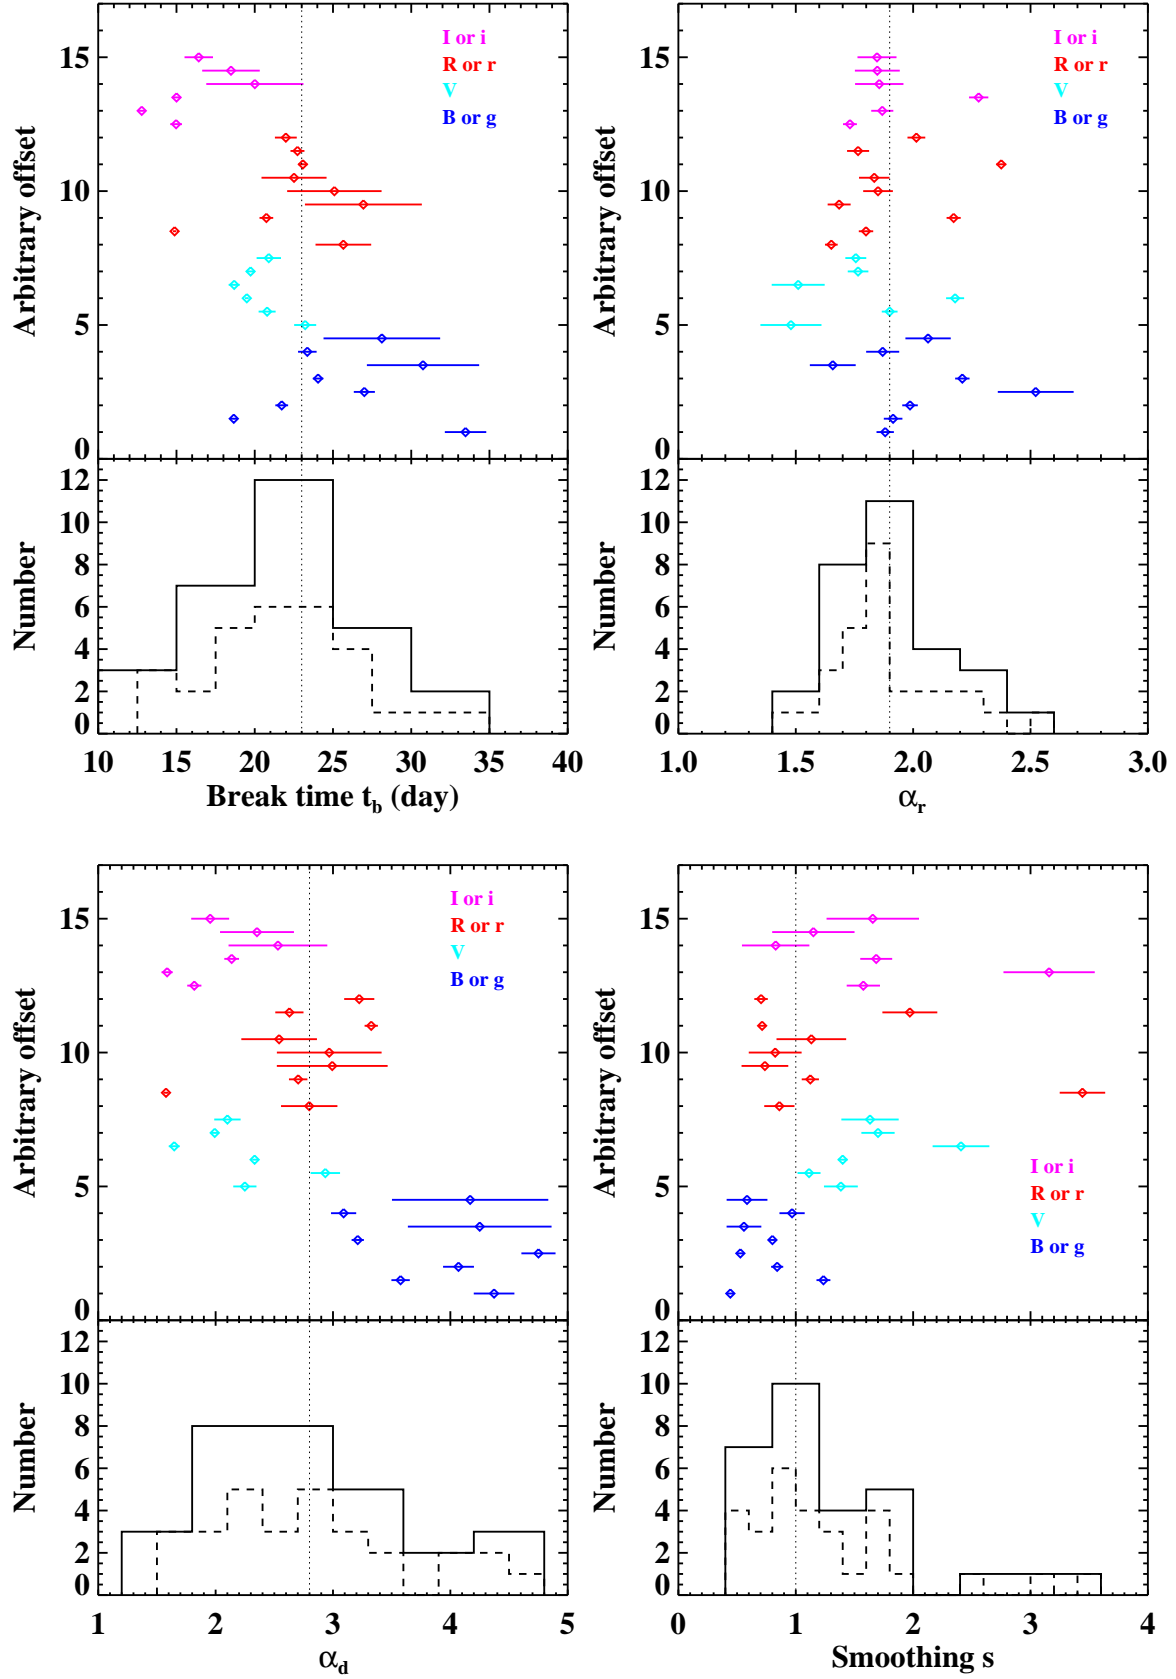 I or i
R or r
V
B or g
Arbitrary offset
15
10
5
0
Number
12
10
8
6
4
2
0
10 15 20 25 30 35 40
Break time t_b (day)
I or i
R or r
V
B or g
Arbitrary offset
15
10
5
0
Number
12
10
8
6
4
2
0
1.0 1.5 2.0 2.5 3.0
α_r
I or i
R or r
V
B or g
Arbitrary offset
15
10
5
0
Number
12
10
8
6
4
2
0
1 2 3 4 5
α_d
I or i
R or r
V
B or g
Arbitrary offset
15
10
5
0
Number
12
10
8
6
4
2
0
0 1 2 3 4
Smoothing s